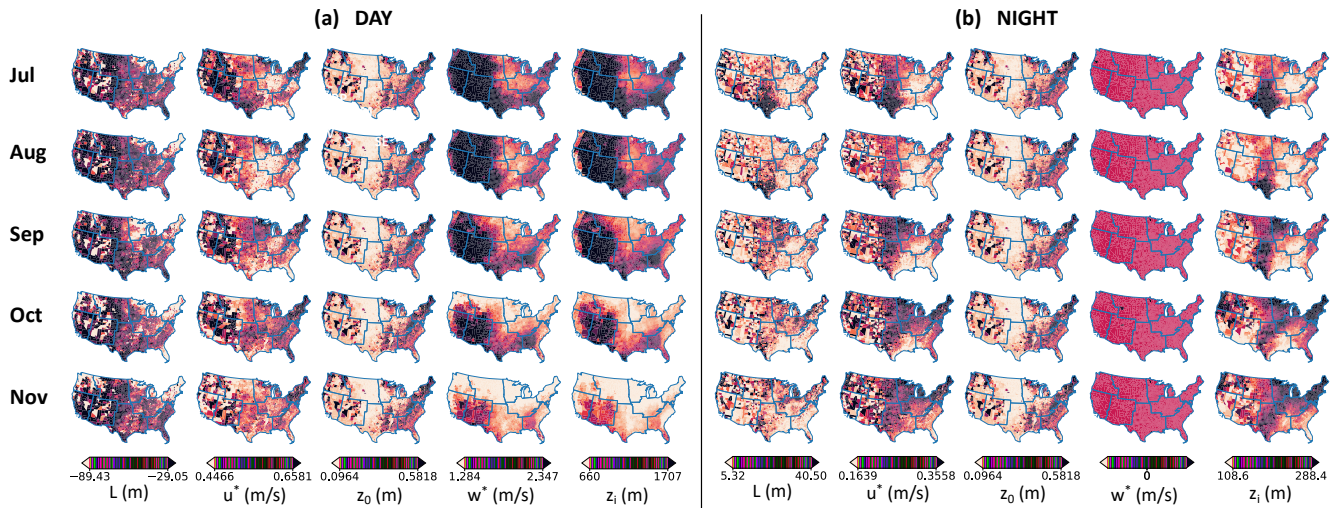 (a) DAY
(b) NIGHT
Jul
Aug
Sep
Oct
Nov
−89.43 −29.05 0.4466 0.6581 0.0964 0.5818 1.284 2.347 660 1707
L (m) u* (m/s) z₀ (m) w* (m/s) zᵢ (m)
5.32 40.50 0.1639 0.3558 0.0964 0.5818 0 108.6 288.4
L (m) u* (m/s) z₀ (m) w* (m/s) zᵢ (m)